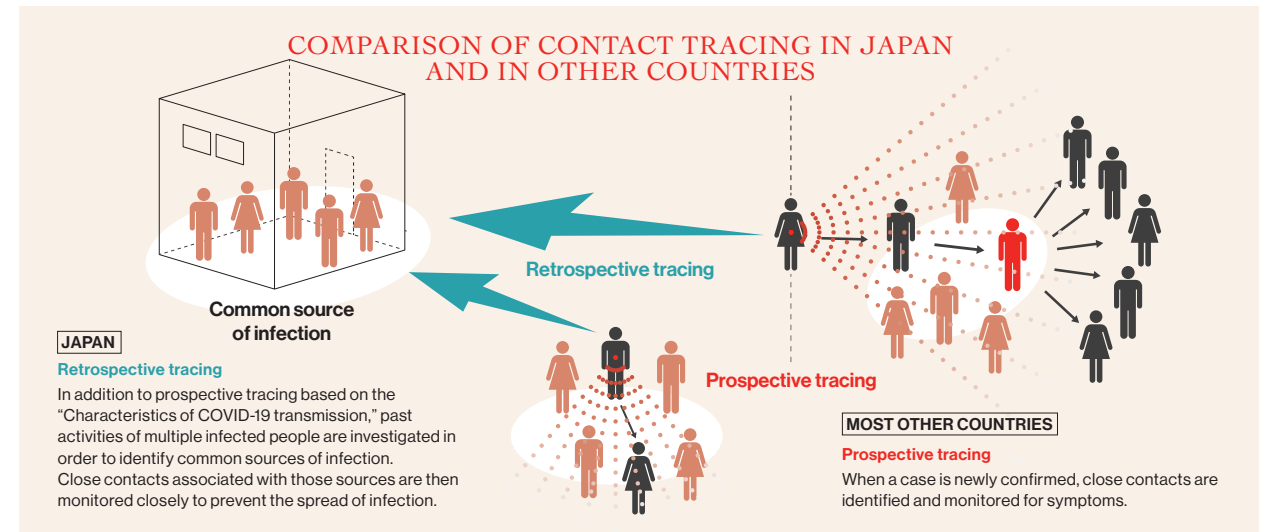 COMPARISON OF CONTACT TRACING IN JAPAN
AND IN OTHER COUNTRIES
Retrospective tracing
Common source
of infection
JAPAN
Retrospective tracing
In addition to prospective tracing based on the
“Characteristics of COVID-19 transmission,” past
activities of multiple infected people are investigated in
order to identify common sources of infection.
Close contacts associated with those sources are then
monitored closely to prevent the spread of infection.
Prospective tracing
MOST OTHER COUNTRIES
Prospective tracing
When a case is newly confirmed, close contacts are
identified and monitored for symptoms.